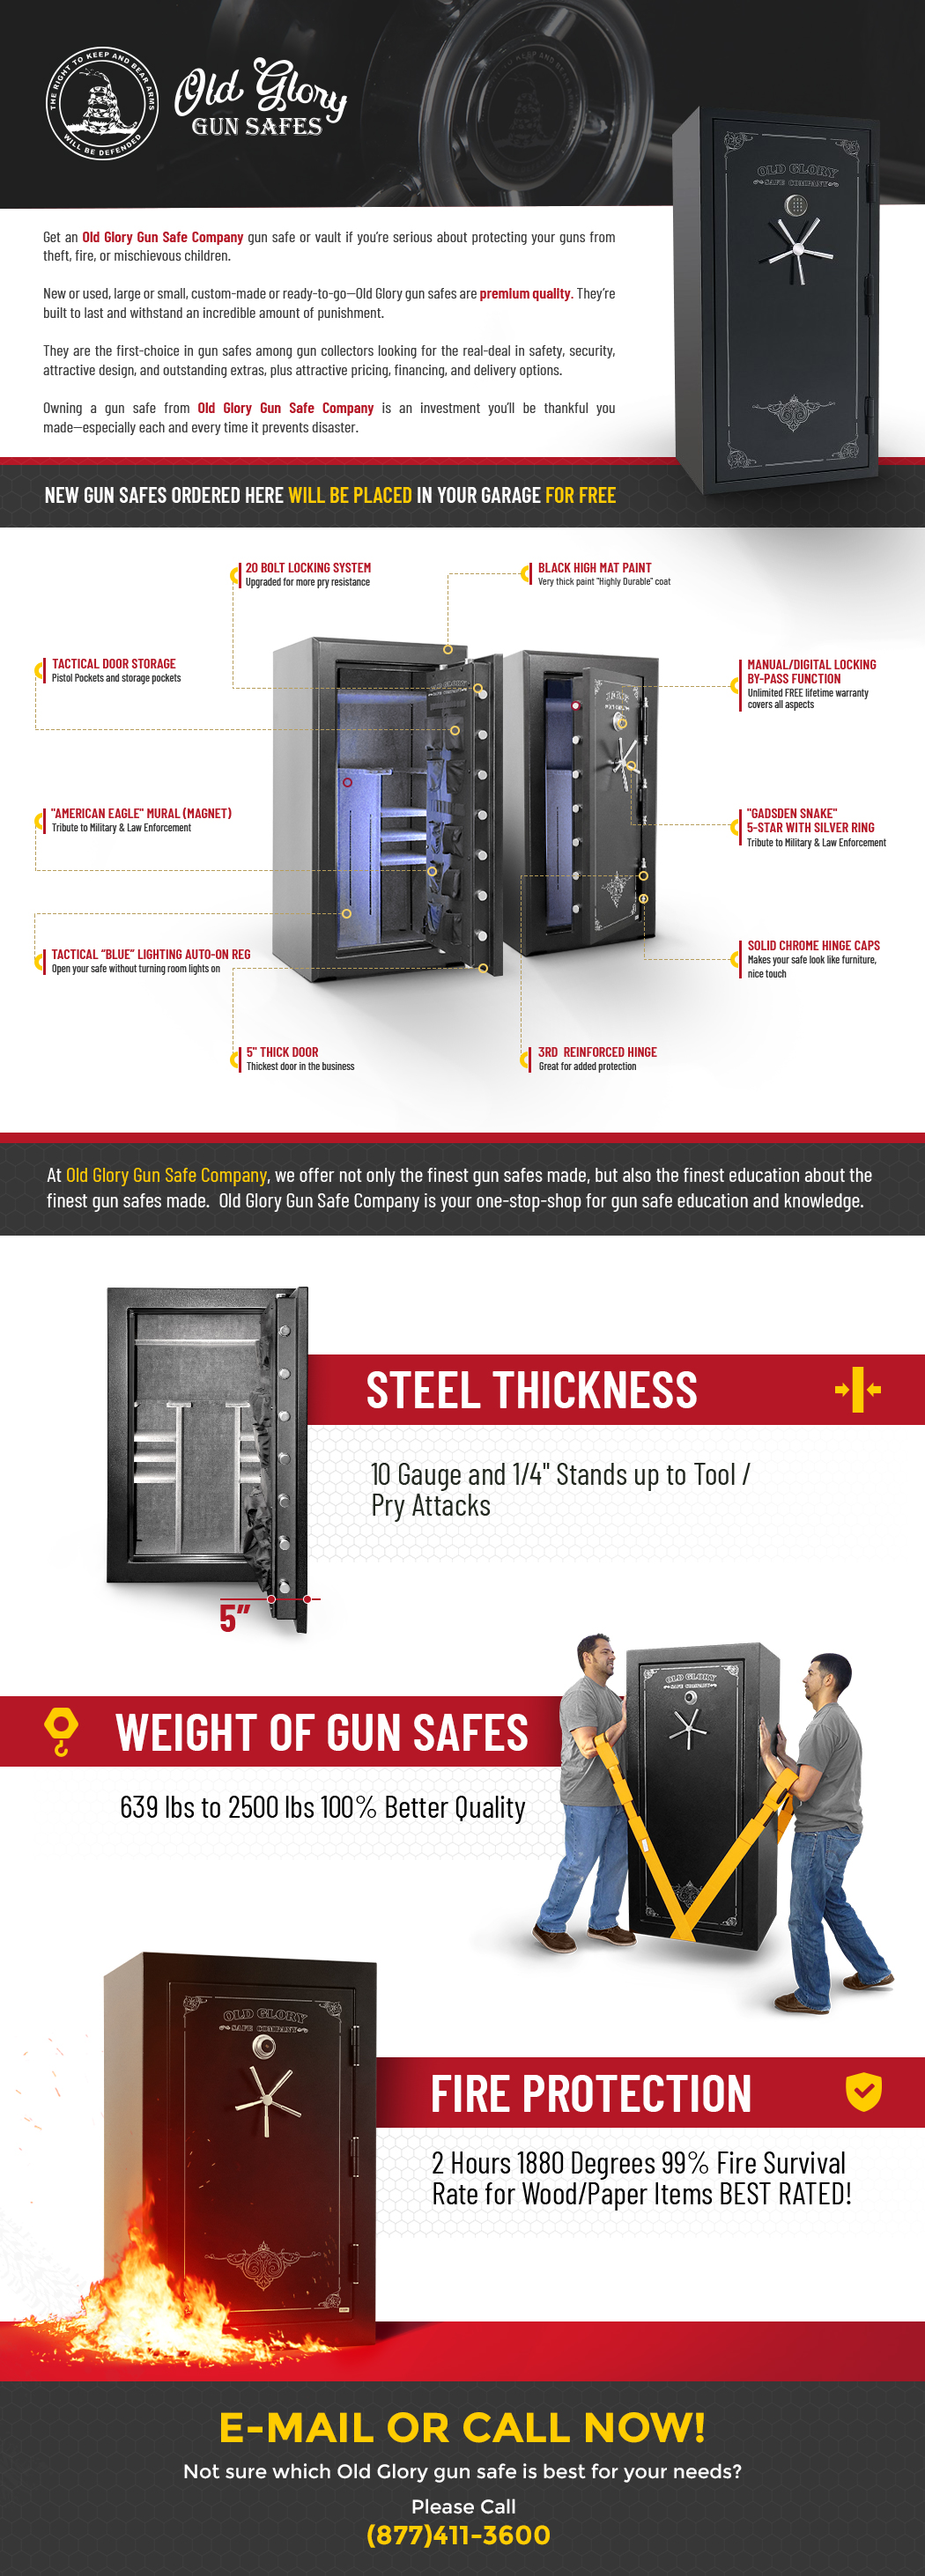 THE RIGHT TO KEEP AND BEAR ARMS
WILL BE DEFENDED
Old Glory
GUN SAFES
OLD GLORY
SAFE COMPANY
Get an Old Glory Gun Safe Company gun safe or vault if you're serious about protecting your guns from
theft, fire, or mischievous children.
New or used, large or small, custom-made or ready-to-go—Old Glory gun safes are premium quality. They're
built to last and withstand an incredible amount of punishment.
They are the first-choice in gun safes among gun collectors looking for the real-deal in safety, security,
attractive design, and outstanding extras, plus attractive pricing, financing, and delivery options.
Owning a gun safe from Old Glory Gun Safe Company is an investment you'll be thankful you
made—especially each and every time it prevents disaster.
NEW GUN SAFES ORDERED HERE WILL BE PLACED IN YOUR GARAGE FOR FREE
20 BOLT LOCKING SYSTEM
Upgraded for more pry resistance
BLACK HIGH MAT PAINT
Very thick paint "Highly Durable" coat
TACTICAL DOOR STORAGE
Pistol Pockets and storage pockets
MANUAL/DIGITAL LOCKING
BY-PASS FUNCTION
Unlimited FREE lifetime warranty
covers all aspects
"AMERICAN EAGLE" MURAL (MAGNET)
Tribute to Military & Law Enforcement
"GADSDEN SNAKE"
5-STAR WITH SILVER RING
Tribute to Military & Law Enforcement
TACTICAL “BLUE” LIGHTING AUTO-ON REG
Open your safe without turning room lights on
SOLID CHROME HINGE CAPS
Makes your safe look like furniture,
nice touch
5" THICK DOOR
Thickest door in the business
3RD REINFORCED HINGE
Great for added protection
At Old Glory Gun Safe Company, we offer not only the finest gun safes made, but also the finest education about the
finest gun safes made. Old Glory Gun Safe Company is your one-stop-shop for gun safe education and knowledge.
STEEL THICKNESS
10 Gauge and 1/4" Stands up to Tool /
Pry Attacks
5”
OLD GLORY
SAFE COMPANY
WEIGHT OF GUN SAFES
639 lbs to 2500 lbs 100% Better Quality
OLD GLORY
SAFE COMPANY
FIRE PROTECTION
2 Hours 1880 Degrees 99% Fire Survival
Rate for Wood/Paper Items BEST RATED!
E-MAIL OR CALL NOW!
Not sure which Old Glory gun safe is best for your needs?
Please Call
(877)411-3600